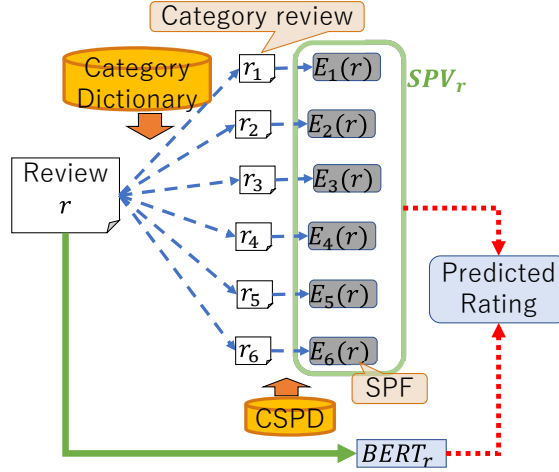 Category review
Category
Dictionary
r₁
E₁(r)
SPVᵣ
r₂
E₂(r)
Review
r
r₃
E₃(r)
r₄
E₄(r)
Predicted
Rating
r₅
E₅(r)
r₆
E₆(r)
SPF
CSPD
BERTᵣ